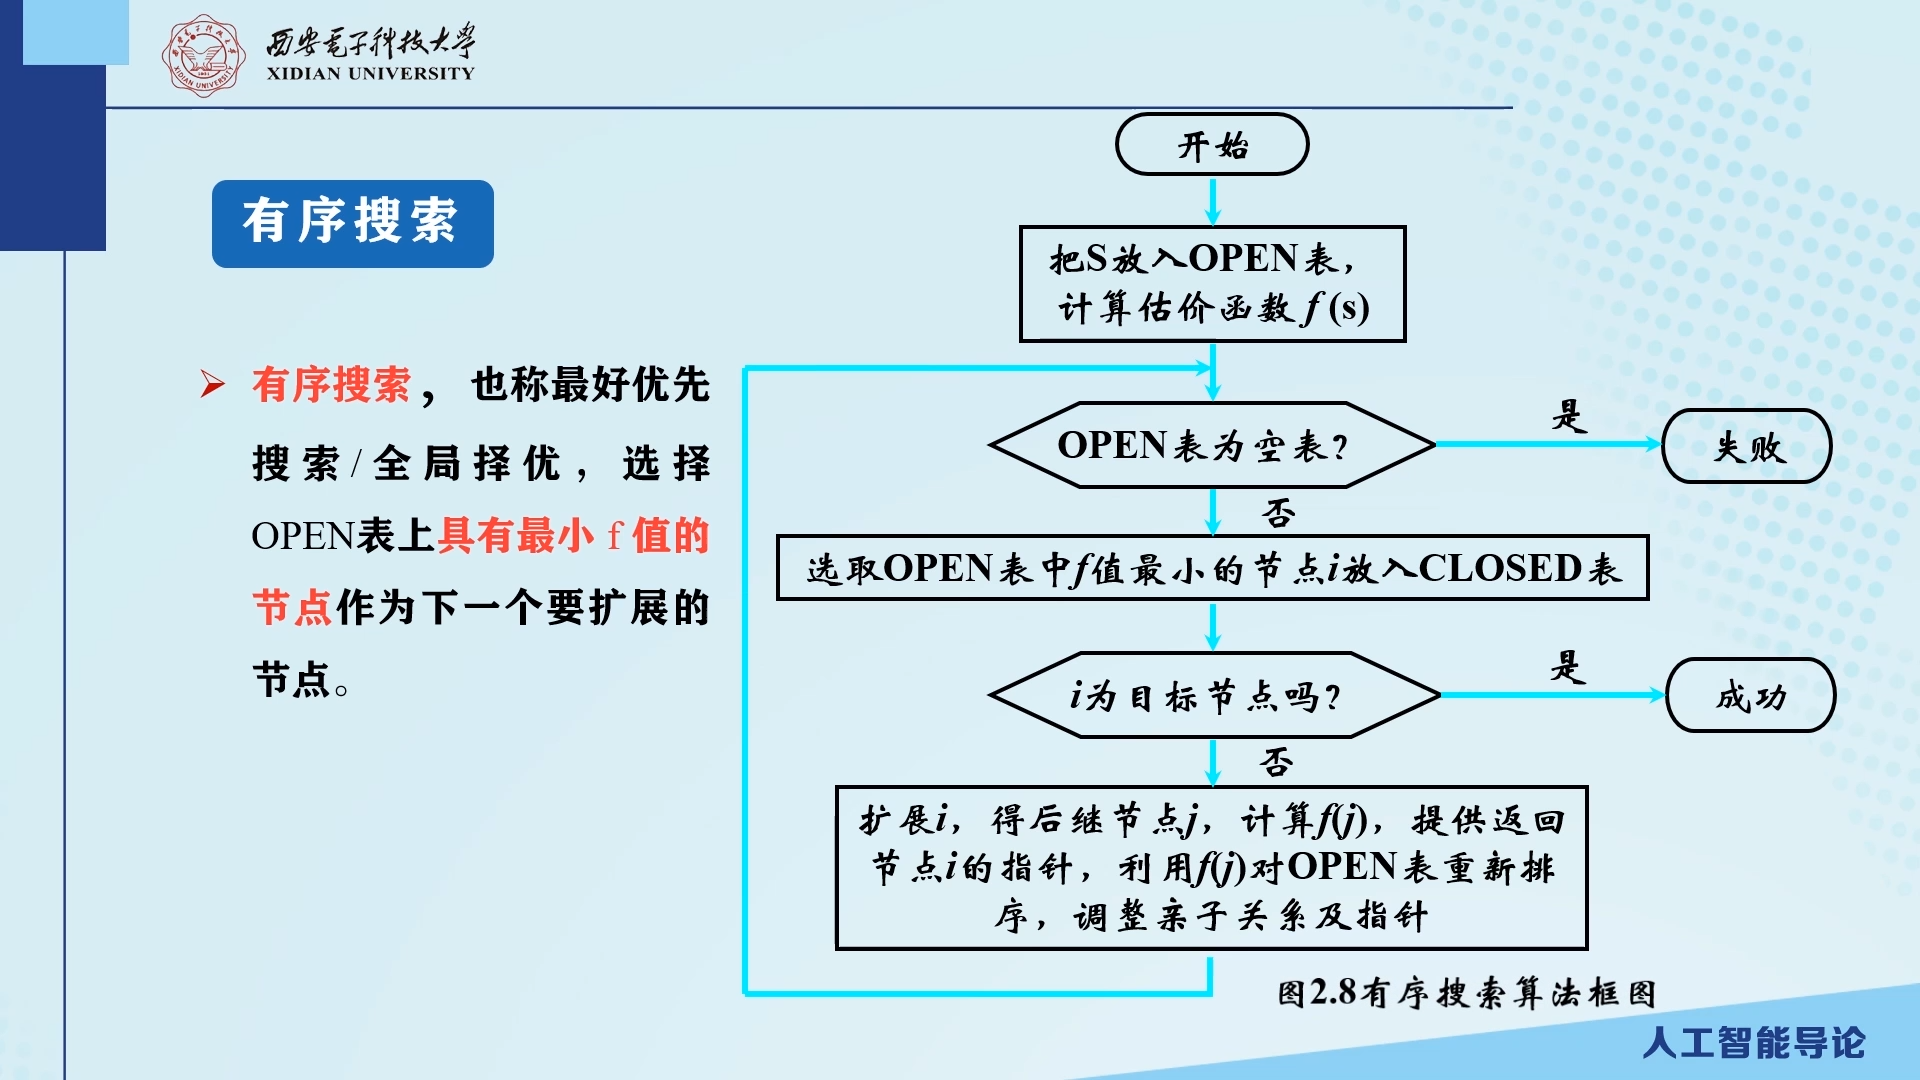 西安电子科技大学
XIDIAN UNIVERSITY
有序搜索
有序搜索，也称最好优先
搜索/全局择优，选择
OPEN表上具有最小 f 值的
节点作为下一个要扩展的
节点。
开始
把S放入OPEN表，
计算估价函数 f (s)
OPEN表为空表？
是
失败
否
选取OPEN表中f值最小的节点i放入CLOSED表
i为目标节点吗？
是
成功
否
扩展i，得后继节点j，计算f(j)，提供返回
节点i的指针，利用f(j)对OPEN表重新排
序，调整亲子关系及指针
图2.8有序搜索算法框图
人工智能导论